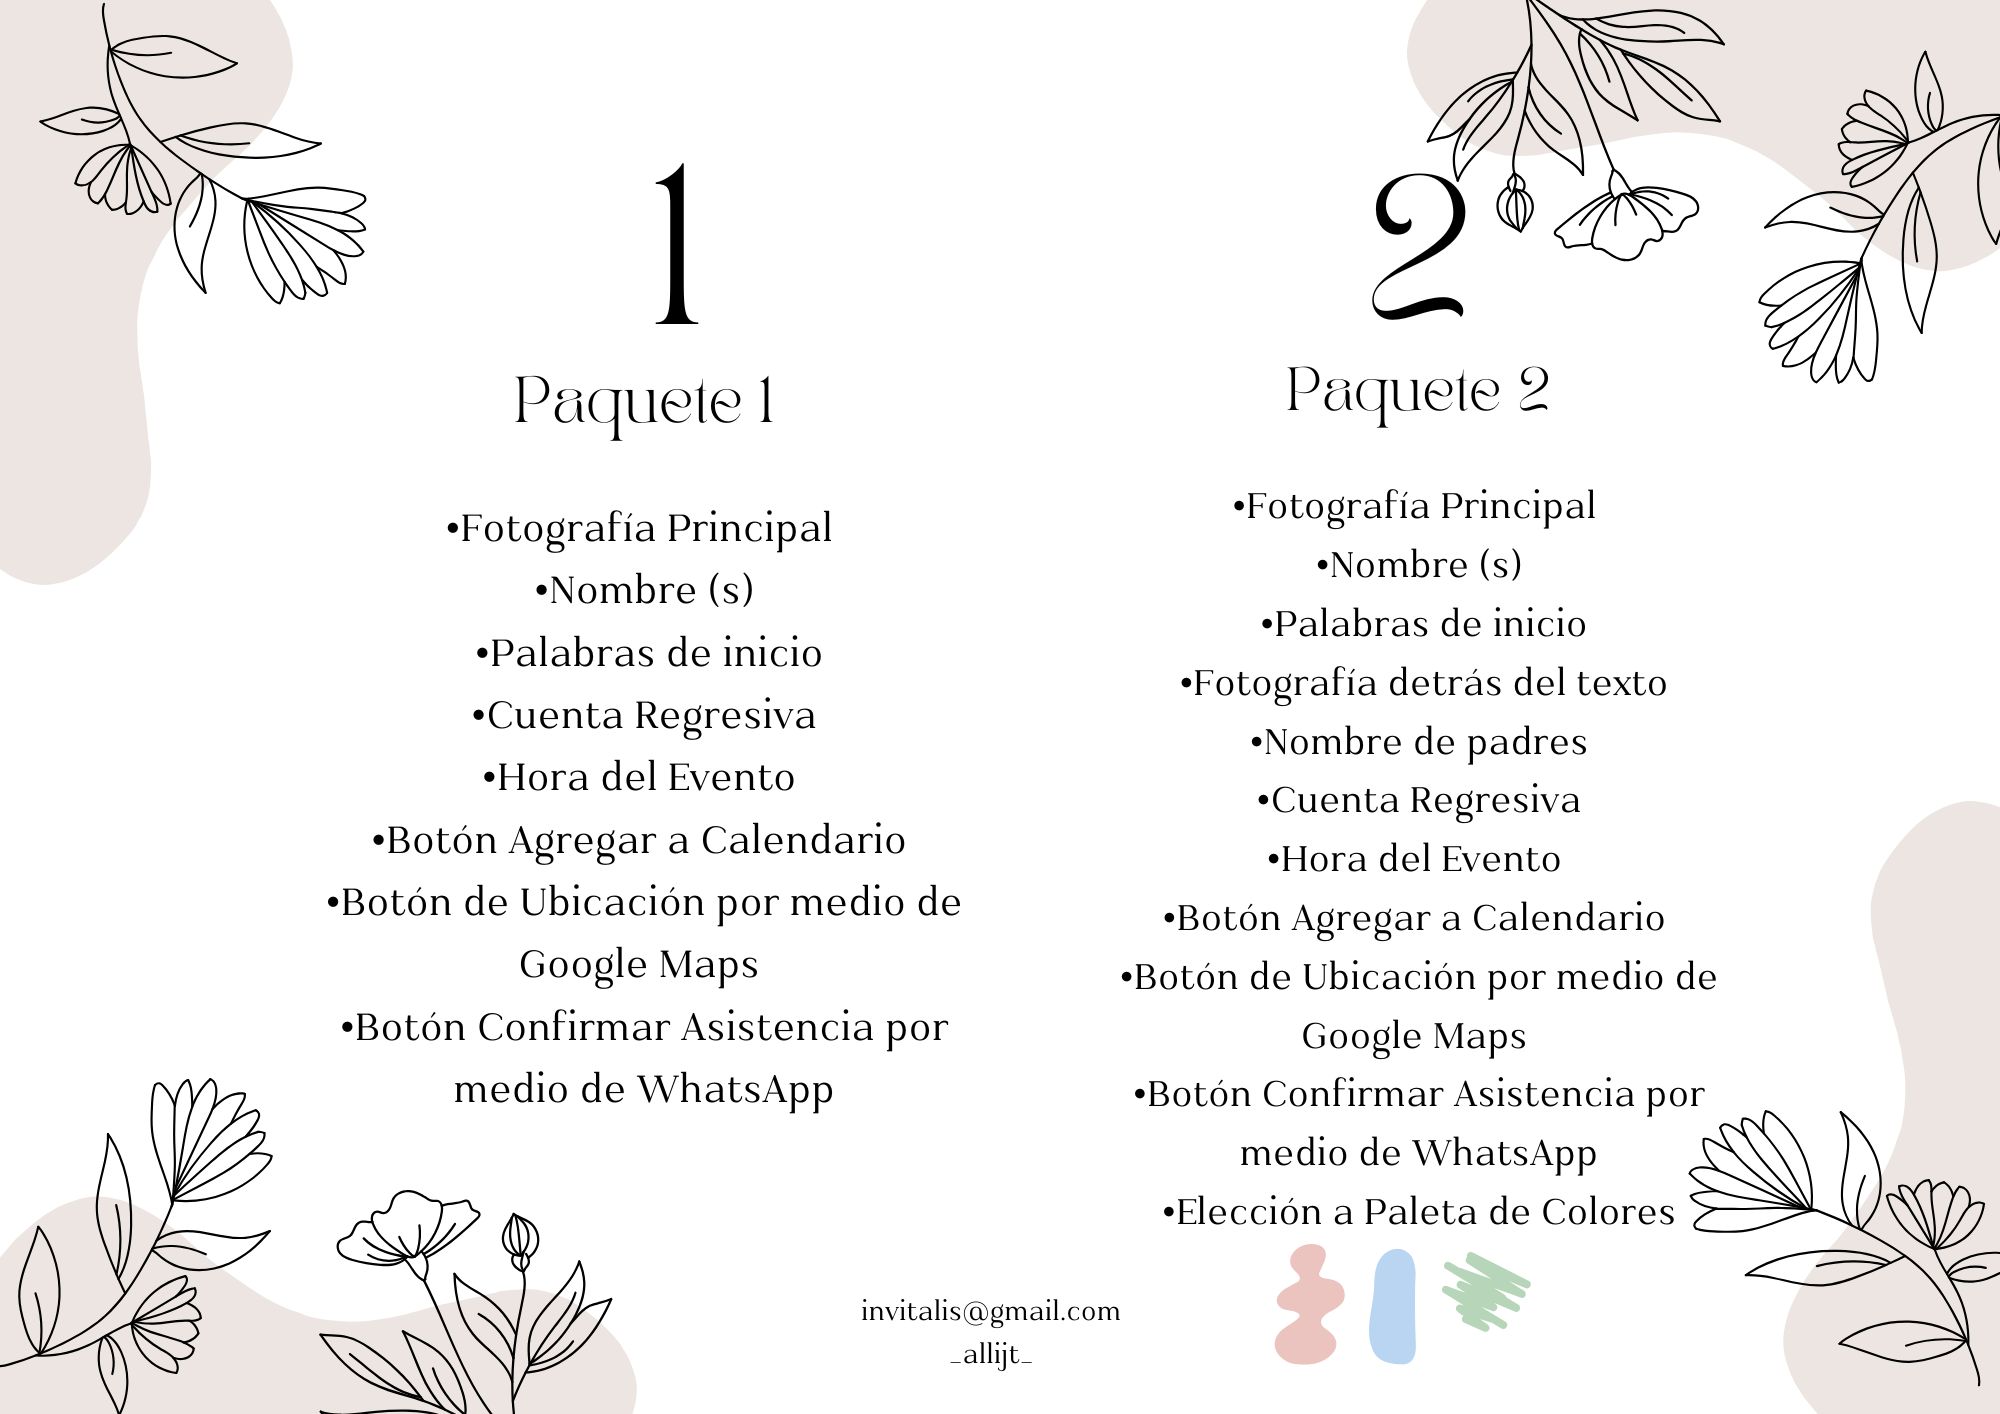 1
Paquete 1
•Fotografía Principal
•Nombre (s)
•Palabras de inicio
•Cuenta Regresiva
•Hora del Evento
•Botón Agregar a Calendario
•Botón de Ubicación por medio de
Google Maps
•Botón Confirmar Asistencia por
medio de WhatsApp
2
Paquete 2
•Fotografía Principal
•Nombre (s)
•Palabras de inicio
•Fotografía detrás del texto
•Nombre de padres
•Cuenta Regresiva
•Hora del Evento
•Botón Agregar a Calendario
•Botón de Ubicación por medio de
Google Maps
•Botón Confirmar Asistencia por
medio de WhatsApp
•Elección a Paleta de Colores
invitalis@gmail.com
_allijt_